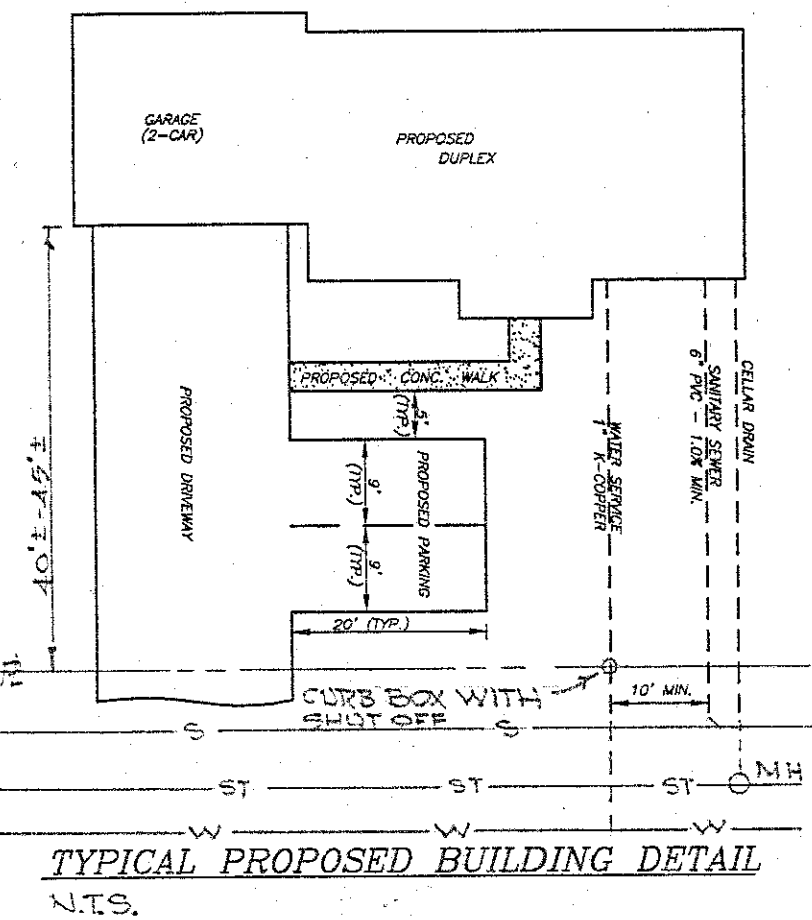 GARAGE
(2-CAR)
PROPOSED
DUPLEX
PROPOSED CONC. WALK
5'
(TYP.)
9'
(TYP.)
9'
(TYP.)
PROPOSED PARKING
20' (TYP.)
PROPOSED DRIVEWAY
40'±-45'±
WATER SERVICE
1" K-COPPER
SANITARY SEWER
6" PVC - 1.0% MIN.
CELLAR DRAIN
CURB BOX WITH
SHUT OFF
10' MIN.
S S
ST ST ST MH
W W W
TYPICAL PROPOSED BUILDING DETAIL
N.T.S.